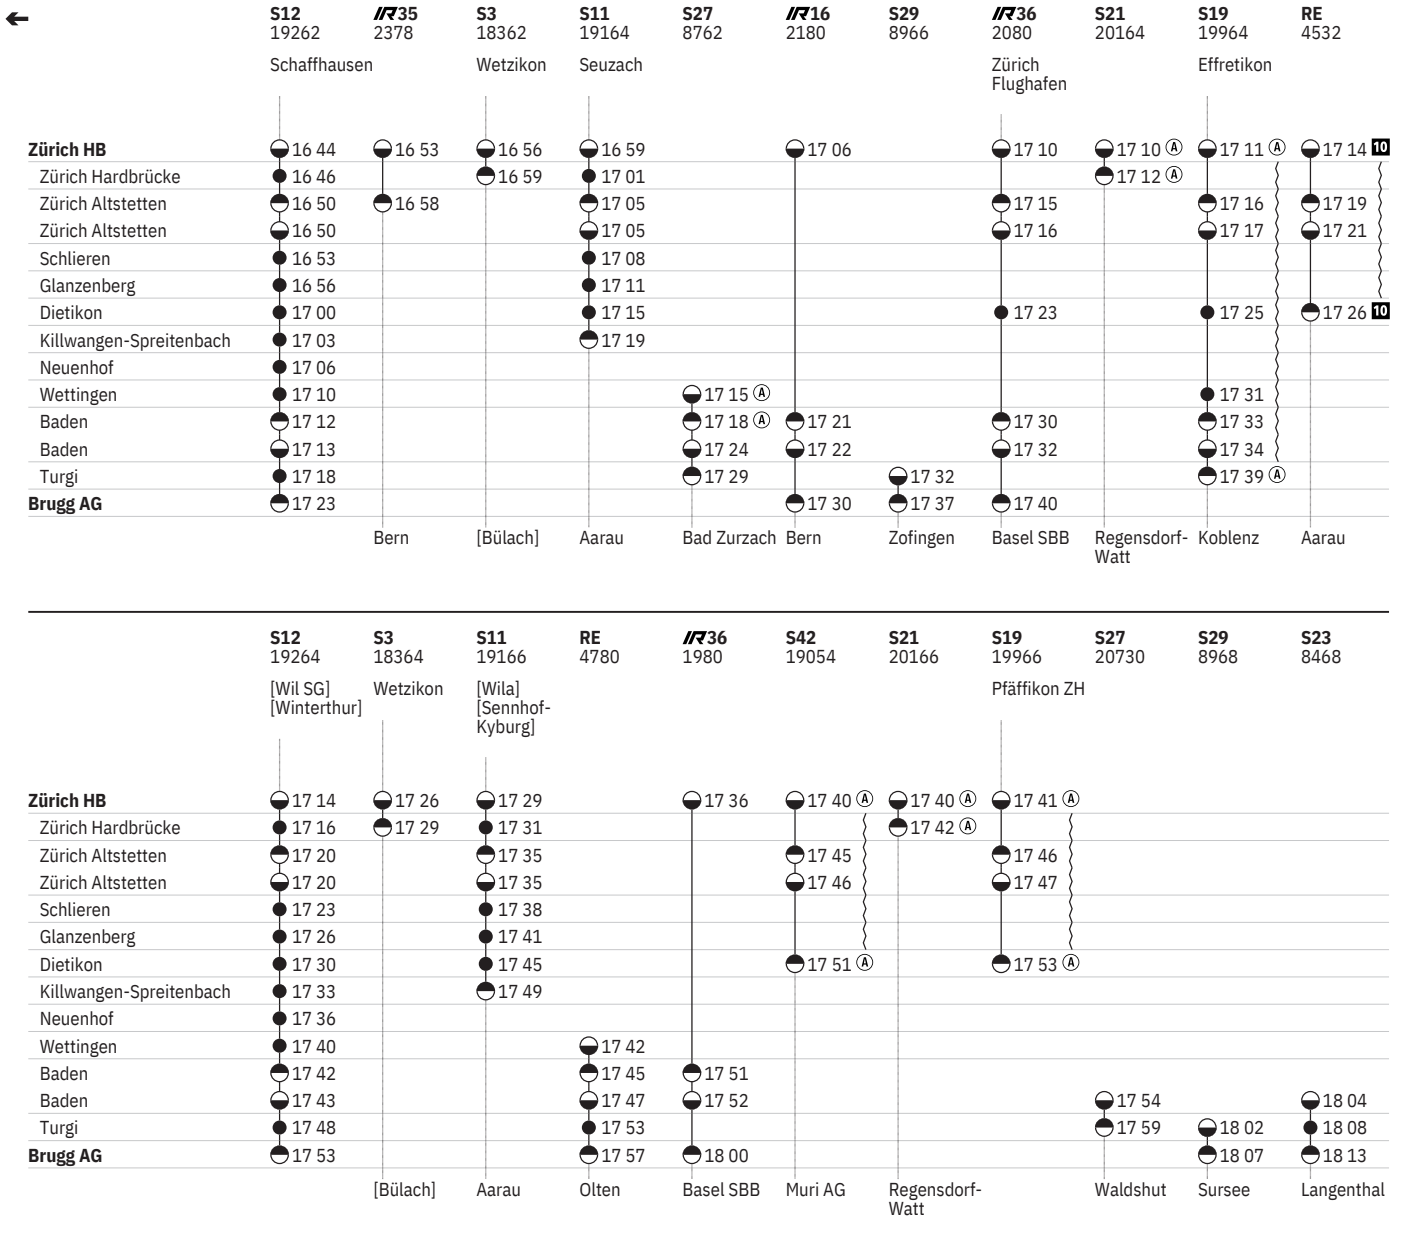 S12 IR35 S3 S11 S27 IR16 S29 IR36 S21 S19 RE
19262 2378 18362 19164 8762 2180 8966 2080 20164 19964 4532
Schaffhausen Wetzikon Seuzach Zürich Effretikon
Flughafen
Zürich HB 16 44 16 53 16 56 16 59 17 06 17 10 17 10 A 17 11 A 17 14 10
Zürich Hardbrücke 16 46 16 59 17 01 17 12 A
Zürich Altstetten 16 50 16 58 17 05 17 15 17 16 17 19
Zürich Altstetten 16 50 17 05 17 16 17 17 17 21
Schlieren 16 53 17 08
Glanzenberg 16 56 17 11
Dietikon 17 00 17 15 17 23 17 25 17 26 10
Killwangen-Spreitenbach 17 03 17 19
Neuenhof 17 06
Wettingen 17 10 17 15 A 17 31
Baden 17 12 17 18 A 17 21 17 30 17 33
Baden 17 13 17 24 17 22 17 32 17 34
Turgi 17 18 17 29 17 32 17 39 A
Brugg AG 17 23 17 30 17 37 17 40
Bern [Bülach] Aarau Bad Zurzach Bern Zofingen Basel SBB Regensdorf- Koblenz Aarau
Watt
S12 S3 S11 RE IR36 S42 S21 S19 S27 S29 S23
19264 18364 19166 4780 1980 19054 20166 19966 20730 8968 8468
[Wil SG] Wetzikon [Wila] Pfäffikon ZH
[Winterthur] [Sennhof-
Kyburg]
Zürich HB 17 14 17 26 17 29 17 36 17 40 A 17 40 A 17 41 A
Zürich Hardbrücke 17 16 17 29 17 31 17 42 A
Zürich Altstetten 17 20 17 35 17 45 17 46
Zürich Altstetten 17 20 17 35 17 46 17 47
Schlieren 17 23 17 38
Glanzenberg 17 26 17 41
Dietikon 17 30 17 45 17 51 A 17 53 A
Killwangen-Spreitenbach 17 33 17 49
Neuenhof 17 36
Wettingen 17 40 17 42
Baden 17 42 17 45 17 51
Baden 17 43 17 47 17 52 17 54 18 04
Turgi 17 48 17 53 17 59 18 02 18 08
Brugg AG 17 53 17 57 18 00 18 07 18 13
[Bülach] Aarau Olten Basel SBB Muri AG Regensdorf- Waldshut Sursee Langenthal
Watt